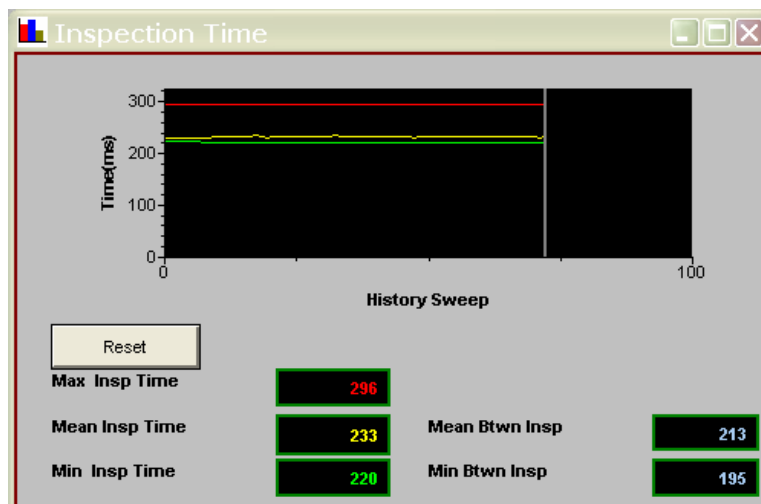 Inspection Time
300
200
100
0
Time(ms)
0 100
History Sweep
Reset
Max Insp Time 296
Mean Insp Time 233 Mean Btwn Insp 213
Min Insp Time 220 Min Btwn Insp 195